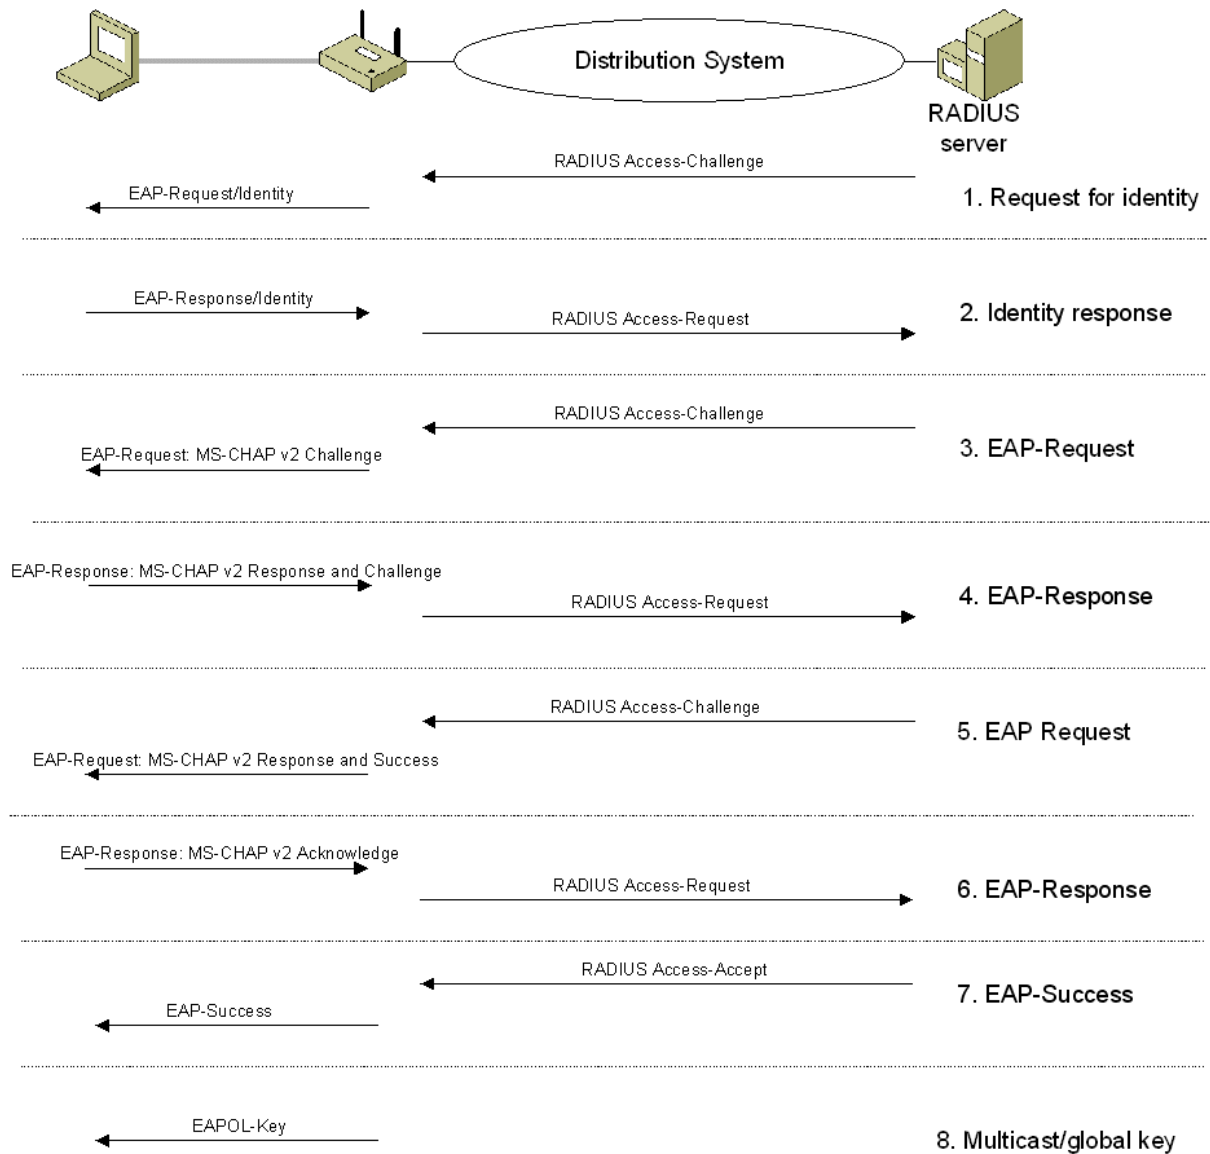 Distribution System
RADIUS
server
RADIUS Access-Challenge
EAP-Request/Identity
1. Request for identity
EAP-Response/Identity
RADIUS Access-Request
2. Identity response
RADIUS Access-Challenge
EAP-Request: MS-CHAP v2 Challenge
3. EAP-Request
EAP-Response: MS-CHAP v2 Response and Challenge
RADIUS Access-Request
4. EAP-Response
RADIUS Access-Challenge
EAP-Request: MS-CHAP v2 Response and Success
5. EAP Request
EAP-Response: MS-CHAP v2 Acknowledge
RADIUS Access-Request
6. EAP-Response
RADIUS Access-Accept
EAP-Success
7. EAP-Success
EAPOL-Key
8. Multicast/global key